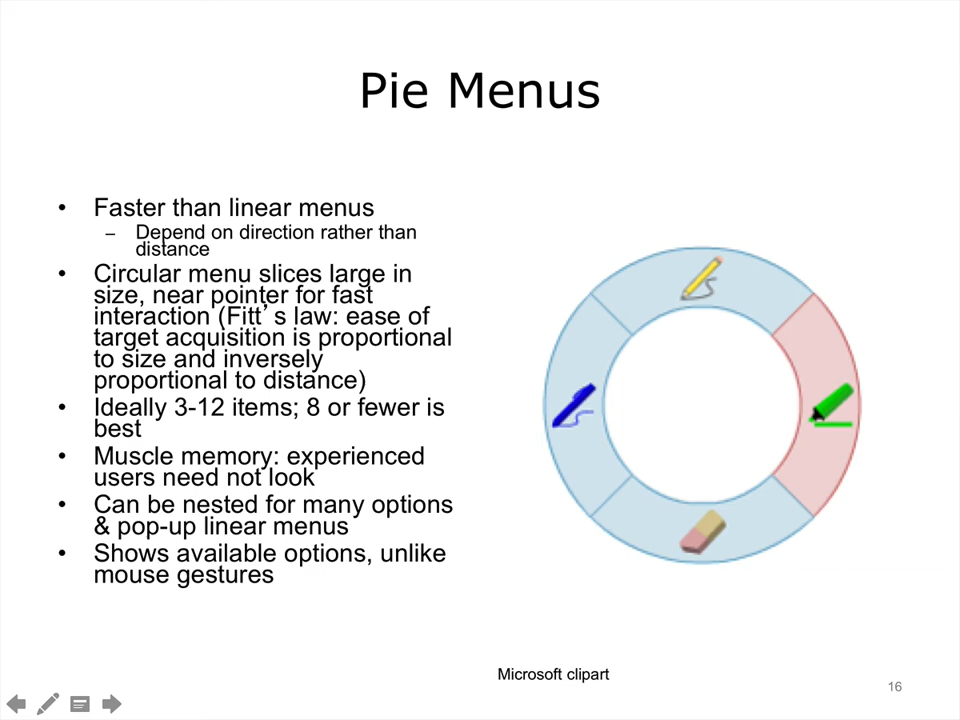 Pie Menus
• Faster than linear menus
– Depend on direction rather than
distance
• Circular menu slices large in
size, near pointer for fast
interaction (Fitt’ s law: ease of
target acquisition is proportional
to size and inversely
proportional to distance)
• Ideally 3-12 items; 8 or fewer is
best
• Muscle memory: experienced
users need not look
• Can be nested for many options
& pop-up linear menus
• Shows available options, unlike
mouse gestures
Microsoft clipart
16